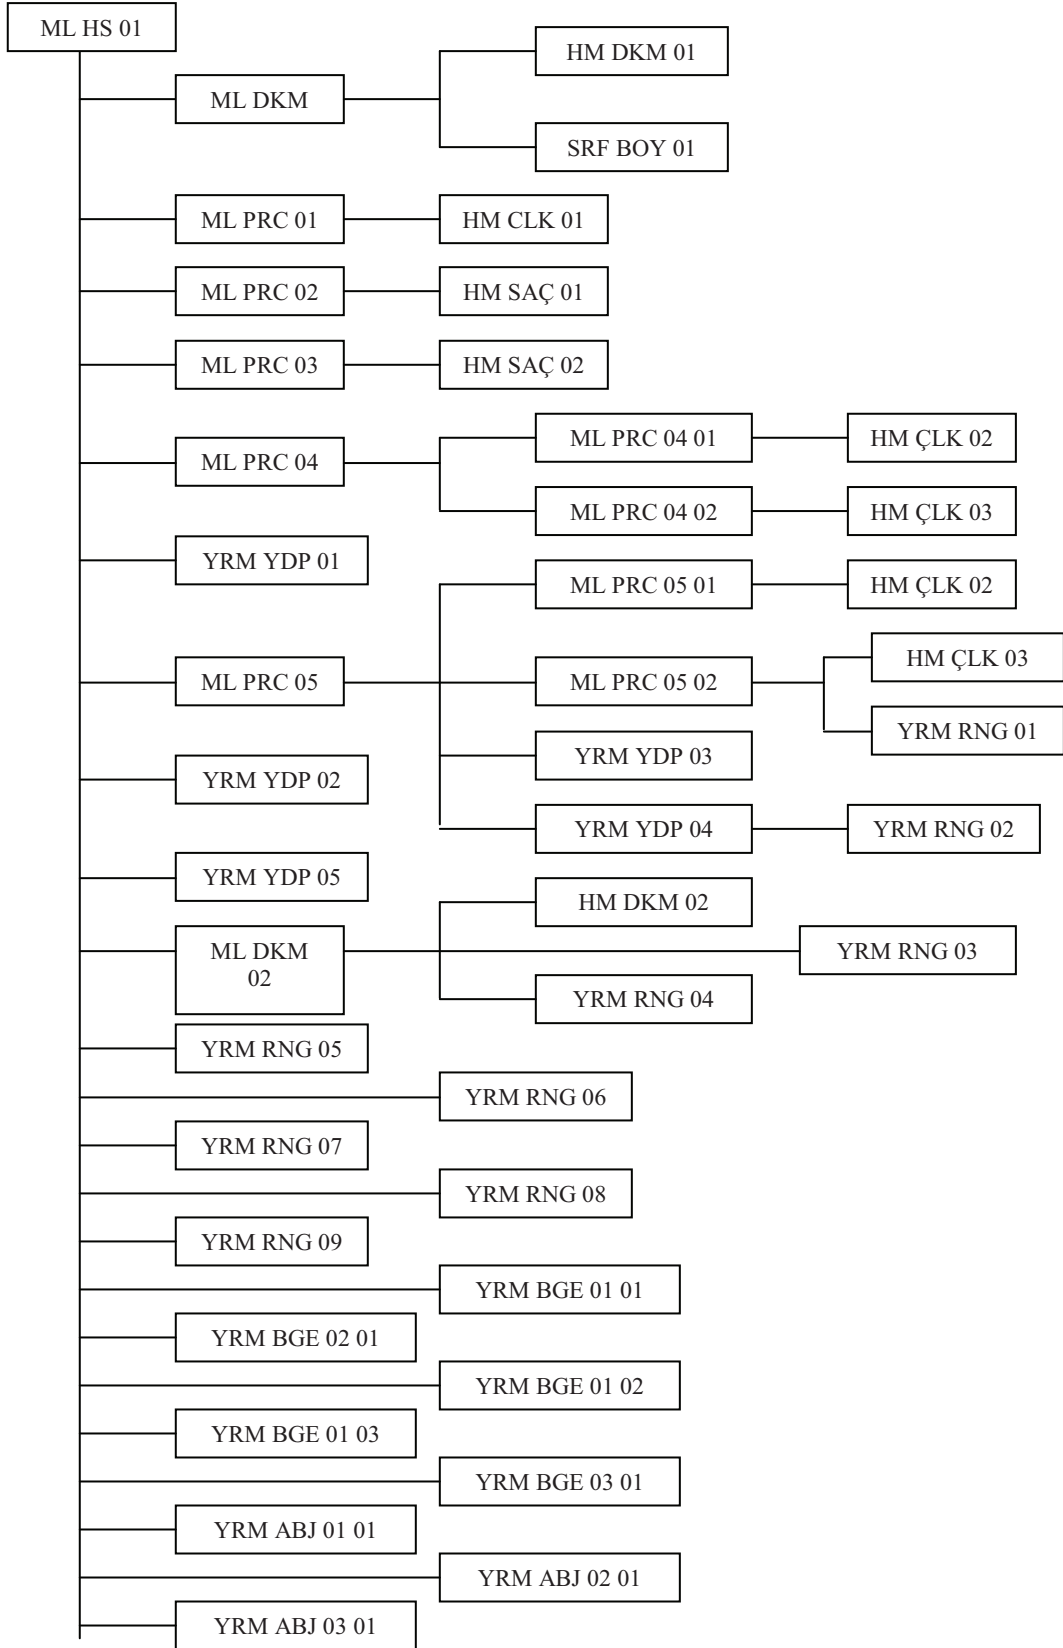 ML HS 01
HM DKM 01
ML DKM
SRF BOY 01
ML PRC 01
HM CLK 01
ML PRC 02
HM SAÇ 01
ML PRC 03
HM SAÇ 02
ML PRC 04
ML PRC 04 01
HM ÇLK 02
ML PRC 04 02
HM ÇLK 03
YRM YDP 01
ML PRC 05 01
HM ÇLK 02
ML PRC 05
ML PRC 05 02
HM ÇLK 03
YRM RNG 01
YRM YDP 03
YRM YDP 02
YRM YDP 04
YRM RNG 02
YRM YDP 05
HM DKM 02
ML DKM
02
YRM RNG 03
YRM RNG 04
YRM RNG 05
YRM RNG 06
YRM RNG 07
YRM RNG 08
YRM RNG 09
YRM BGE 01 01
YRM BGE 02 01
YRM BGE 01 02
YRM BGE 01 03
YRM BGE 03 01
YRM ABJ 01 01
YRM ABJ 02 01
YRM ABJ 03 01